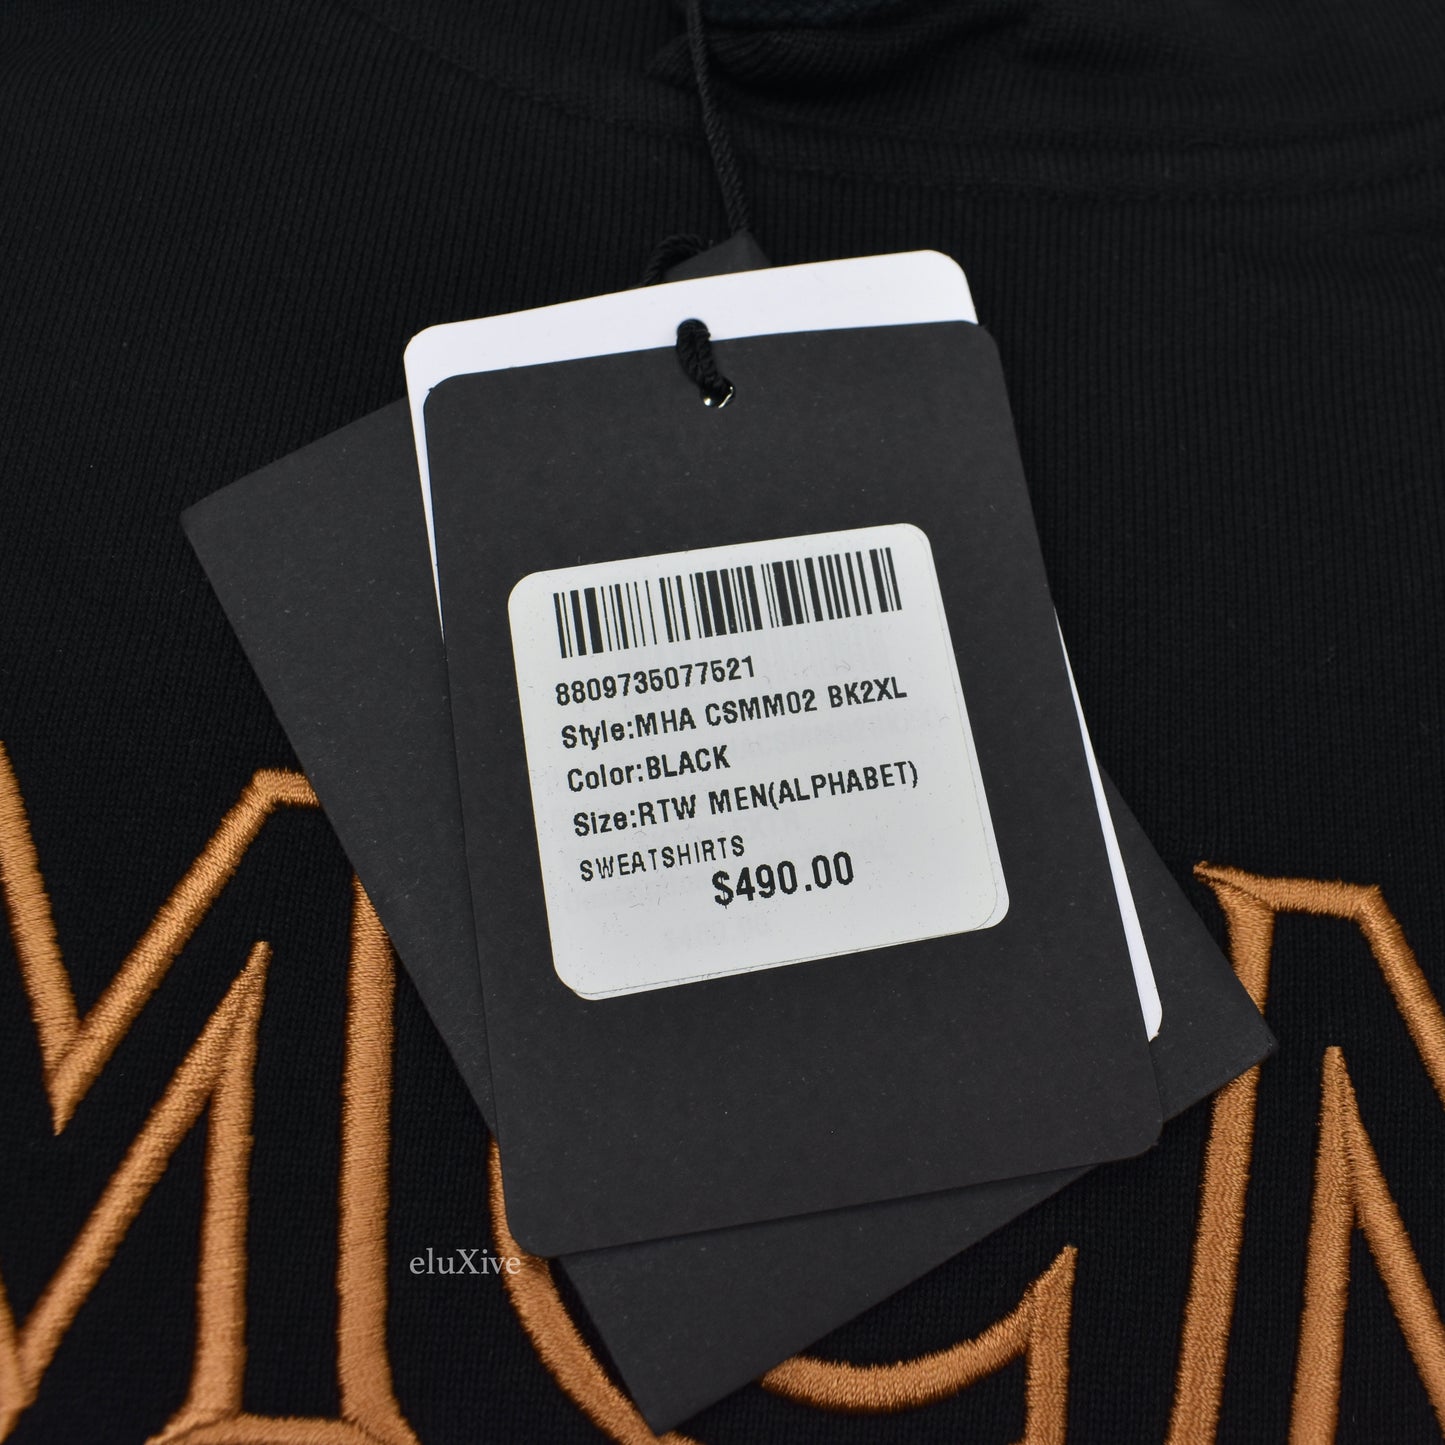 8809735077521
Style:MHA CSMM02 BK2XL
Color:BLACK
Size:RTW MEN(ALPHABET)
SWEATSHIRTS
$490.00
eluXive